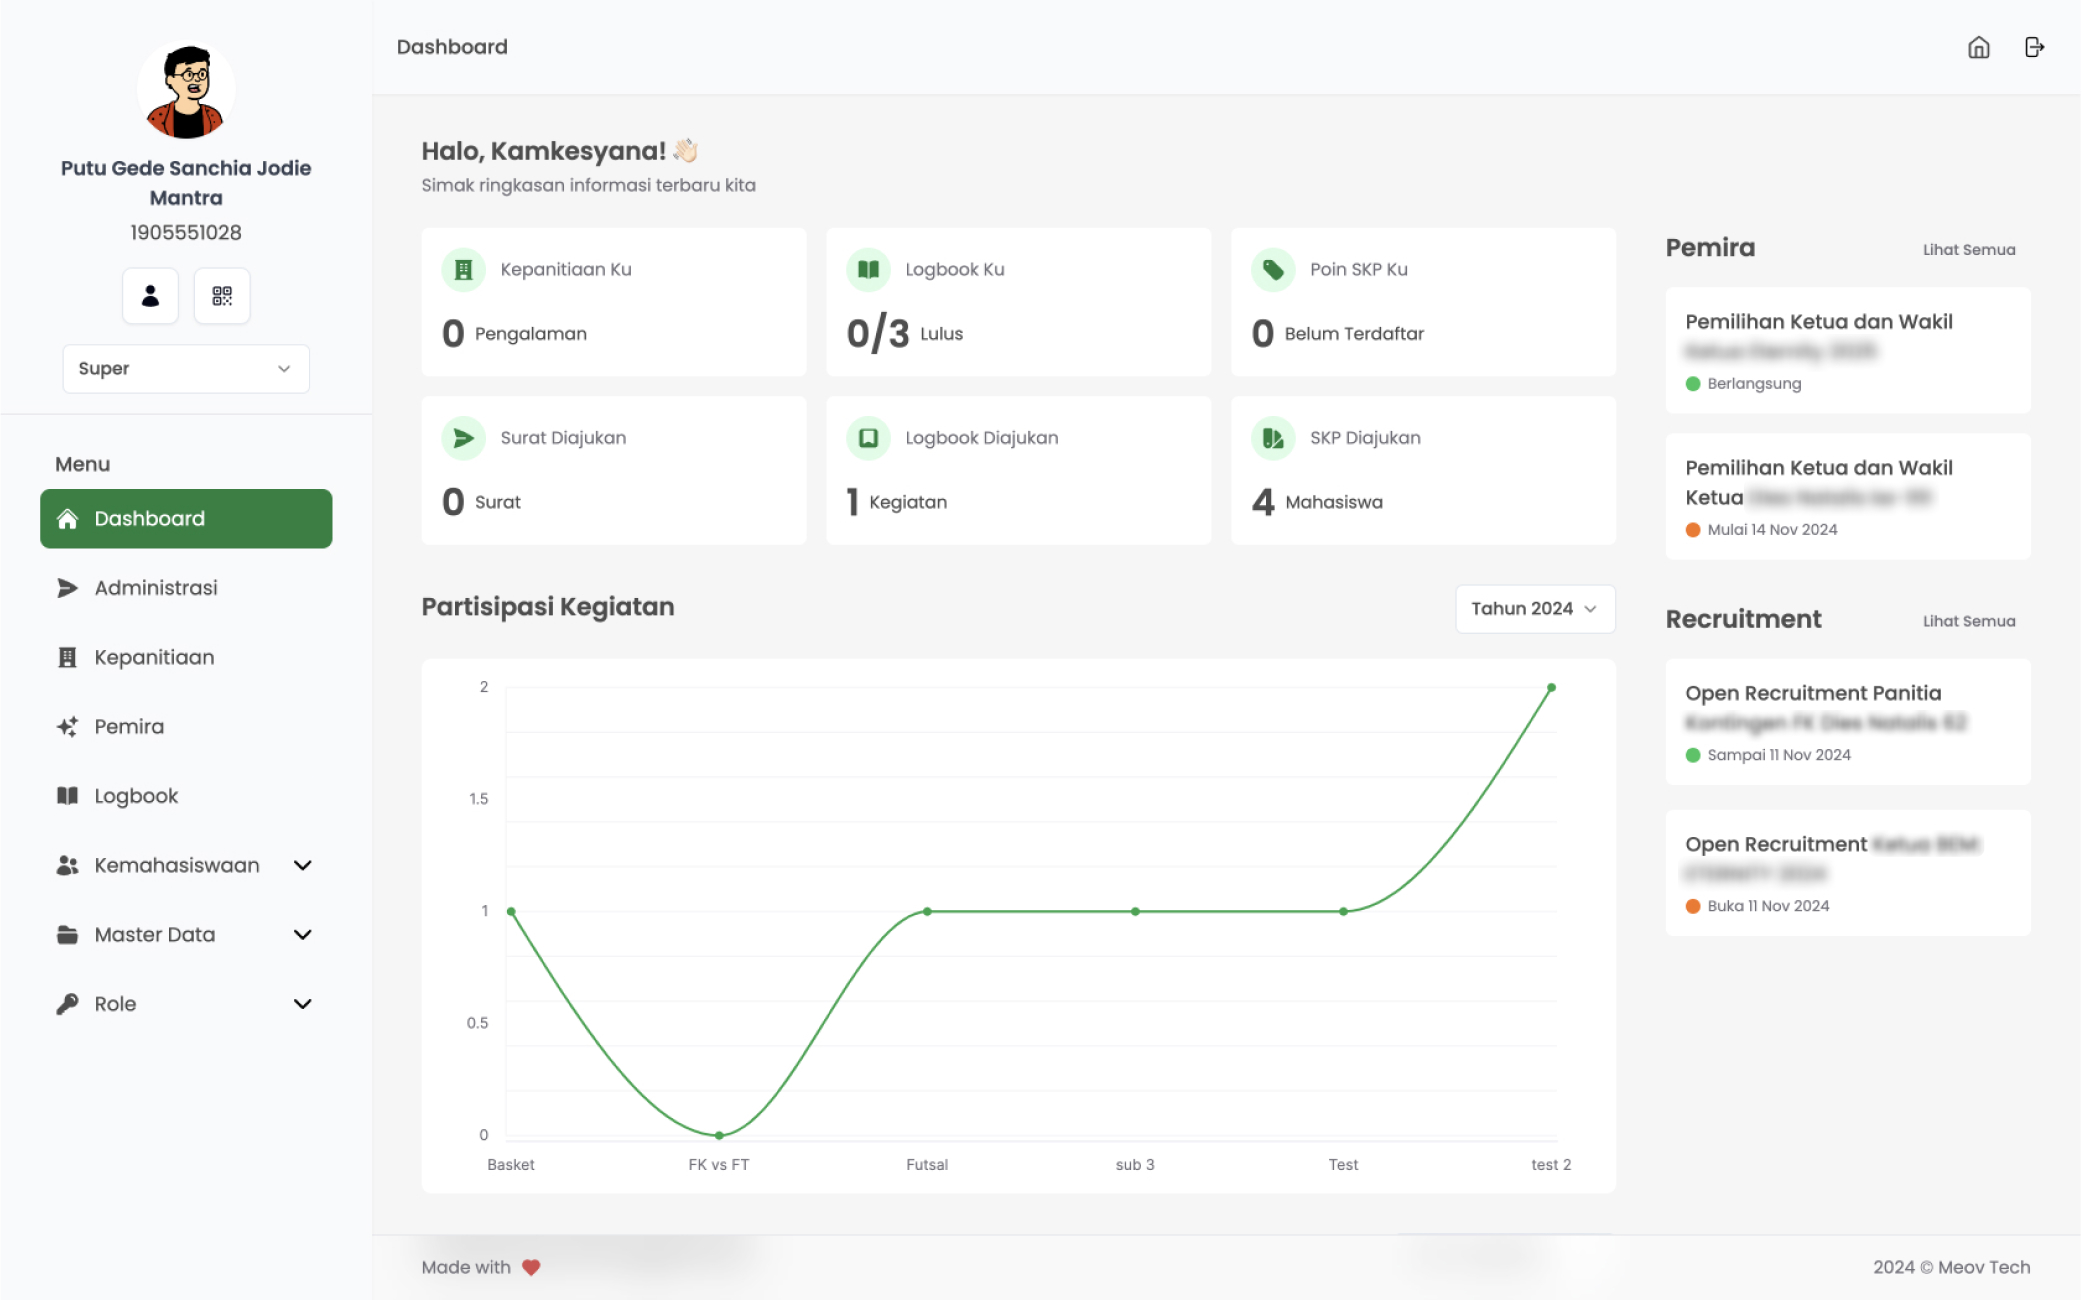 Putu Gede Sanchia Jodie
Mantra
1905551028
Super
Menu
Dashboard
Administrasi
Kepanitiaan
Pemira
Logbook
Kemahasiswaan
Master Data
Role
Dashboard
Halo, Kamkesyana! 👋🏻
Simak ringkasan informasi terbaru kita
Kepanitiaan Ku
0 Pengalaman
Logbook Ku
0/3 Lulus
Poin SKP Ku
0 Belum Terdaftar
Surat Diajukan
0 Surat
Logbook Diajukan
1 Kegiatan
SKP Diajukan
4 Mahasiswa
Partisipasi Kegiatan
Tahun 2024
2
1.5
1
0.5
0
Basket FK vs FT Futsal sub 3 Test test 2
Pemira Lihat Semua
Pemilihan Ketua dan Wakil
Berlangsung
Pemilihan Ketua dan Wakil
Ketua
Mulai 14 Nov 2024
Recruitment Lihat Semua
Open Recruitment Panitia
Sampai 11 Nov 2024
Open Recruitment
Buka 11 Nov 2024
Made with ❤
2024 © Meov Tech